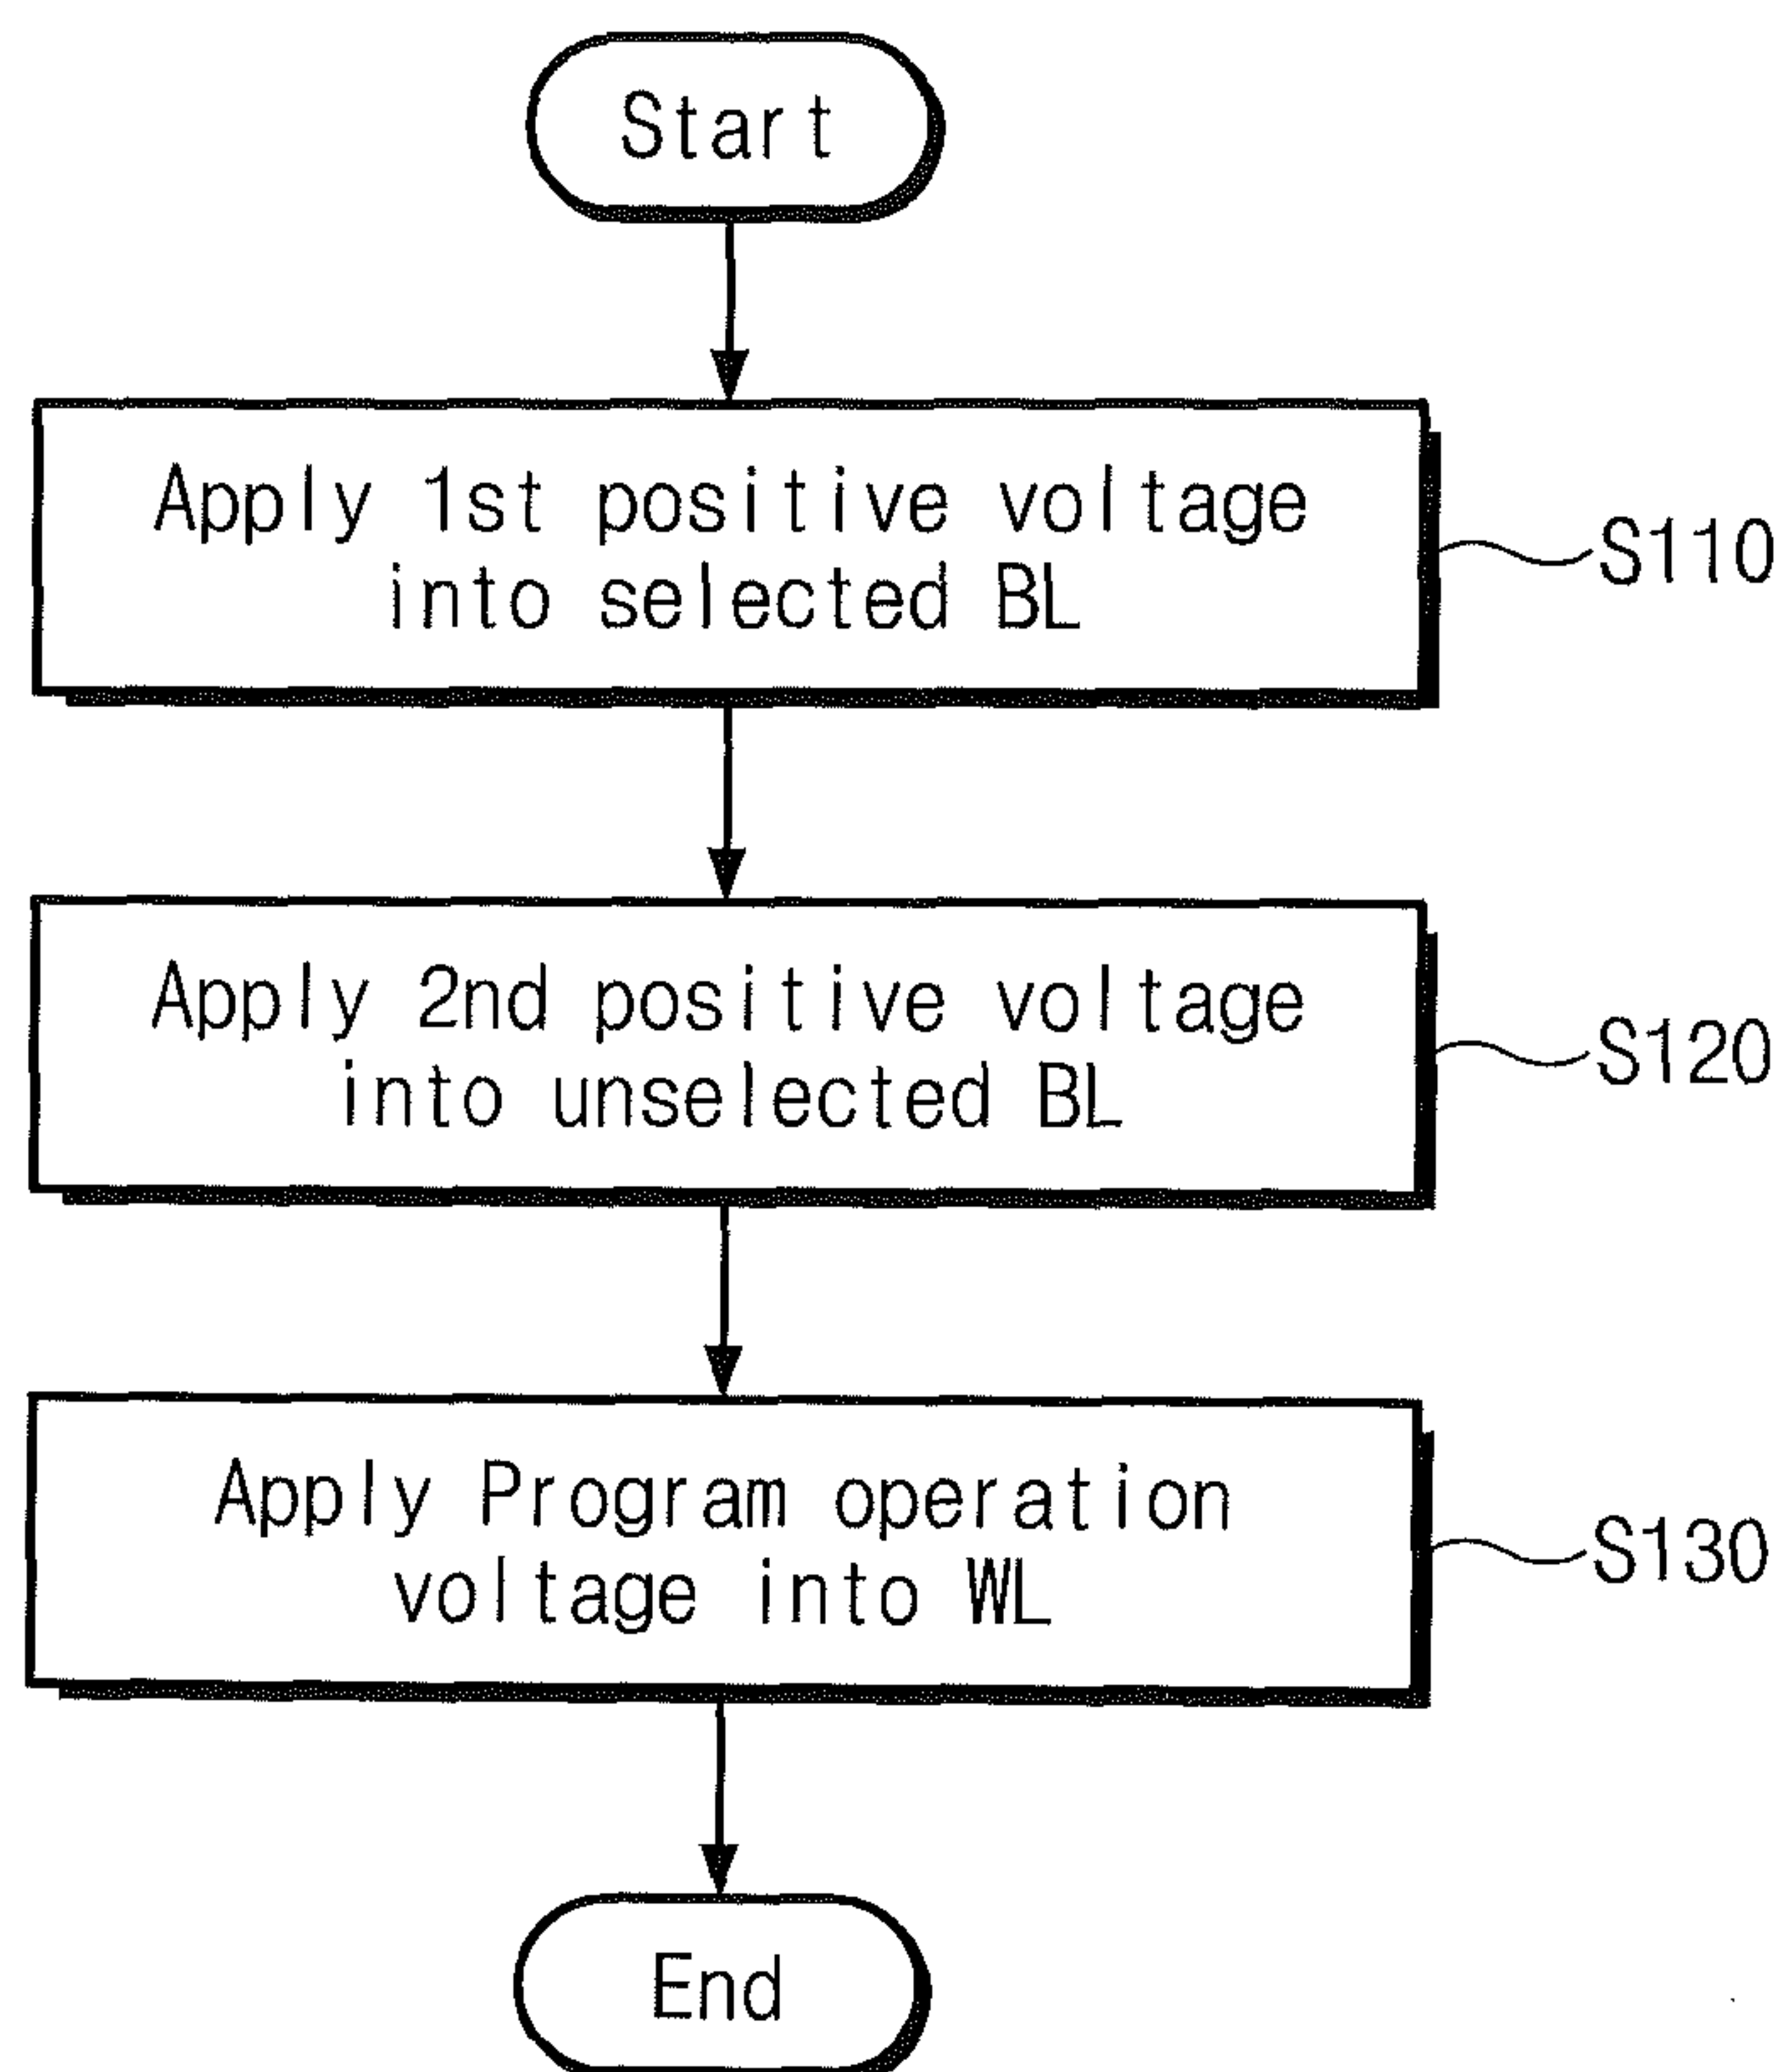 Start
Apply 1st positive voltage
into selected BL
S110
Apply 2nd positive voltage
into unselected BL
S120
Apply Program operation
voltage into WL
S130
End